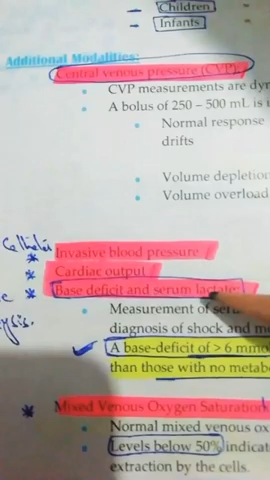 Children
Infants
Additional Modalities:
Central venous pressure (CVP)
CVP measurements are dyn
A bolus of 250 – 500 mL is i
Normal response
drifts
Volume depletion
Volume overload
Invasive blood pressure
Cardiac output
Base deficit and serum lactate:
Measurement of ser
diagnosis of shock and m
A base-deficit of > 6 mmo
than those with no metab
Mixed Venous Oxygen Saturation
Normal mixed venous ox
Levels below 50% indicat
extraction by the cells.